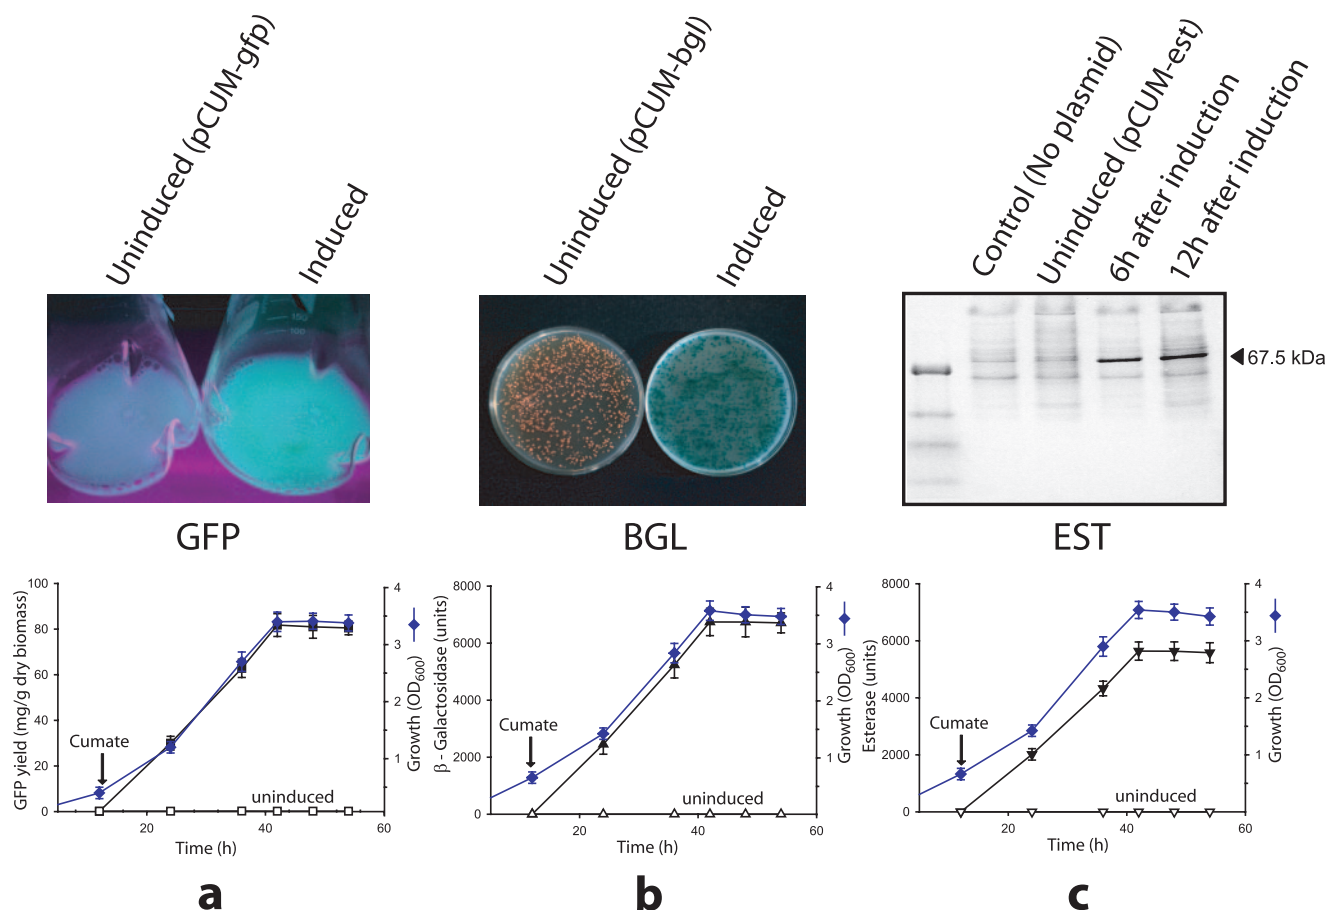 Uninduced (pCUM-gfp)
Induced
Uninduced (pCUM-bgl)
Induced
Control (No plasmid)
Uninduced (pCUM-est)
6h after induction
12h after induction
150
100
67.5 kDa
GFP
BGL
EST
GFP yield (mg/g dry biomass)
100
80
60
40
20
0
Cumate
uninduced
20
40
60
Time (h)
4
3
2
1
Growth (OD600)
β - Galactosidase (units)
8000
6000
4000
2000
0
Cumate
uninduced
20
40
60
Time (h)
4
3
2
1
Growth (OD600)
Esterase (units)
8000
6000
4000
2000
0
Cumate
uninduced
20
40
60
Time (h)
4
3
2
1
0
Growth (OD600)
a
b
c